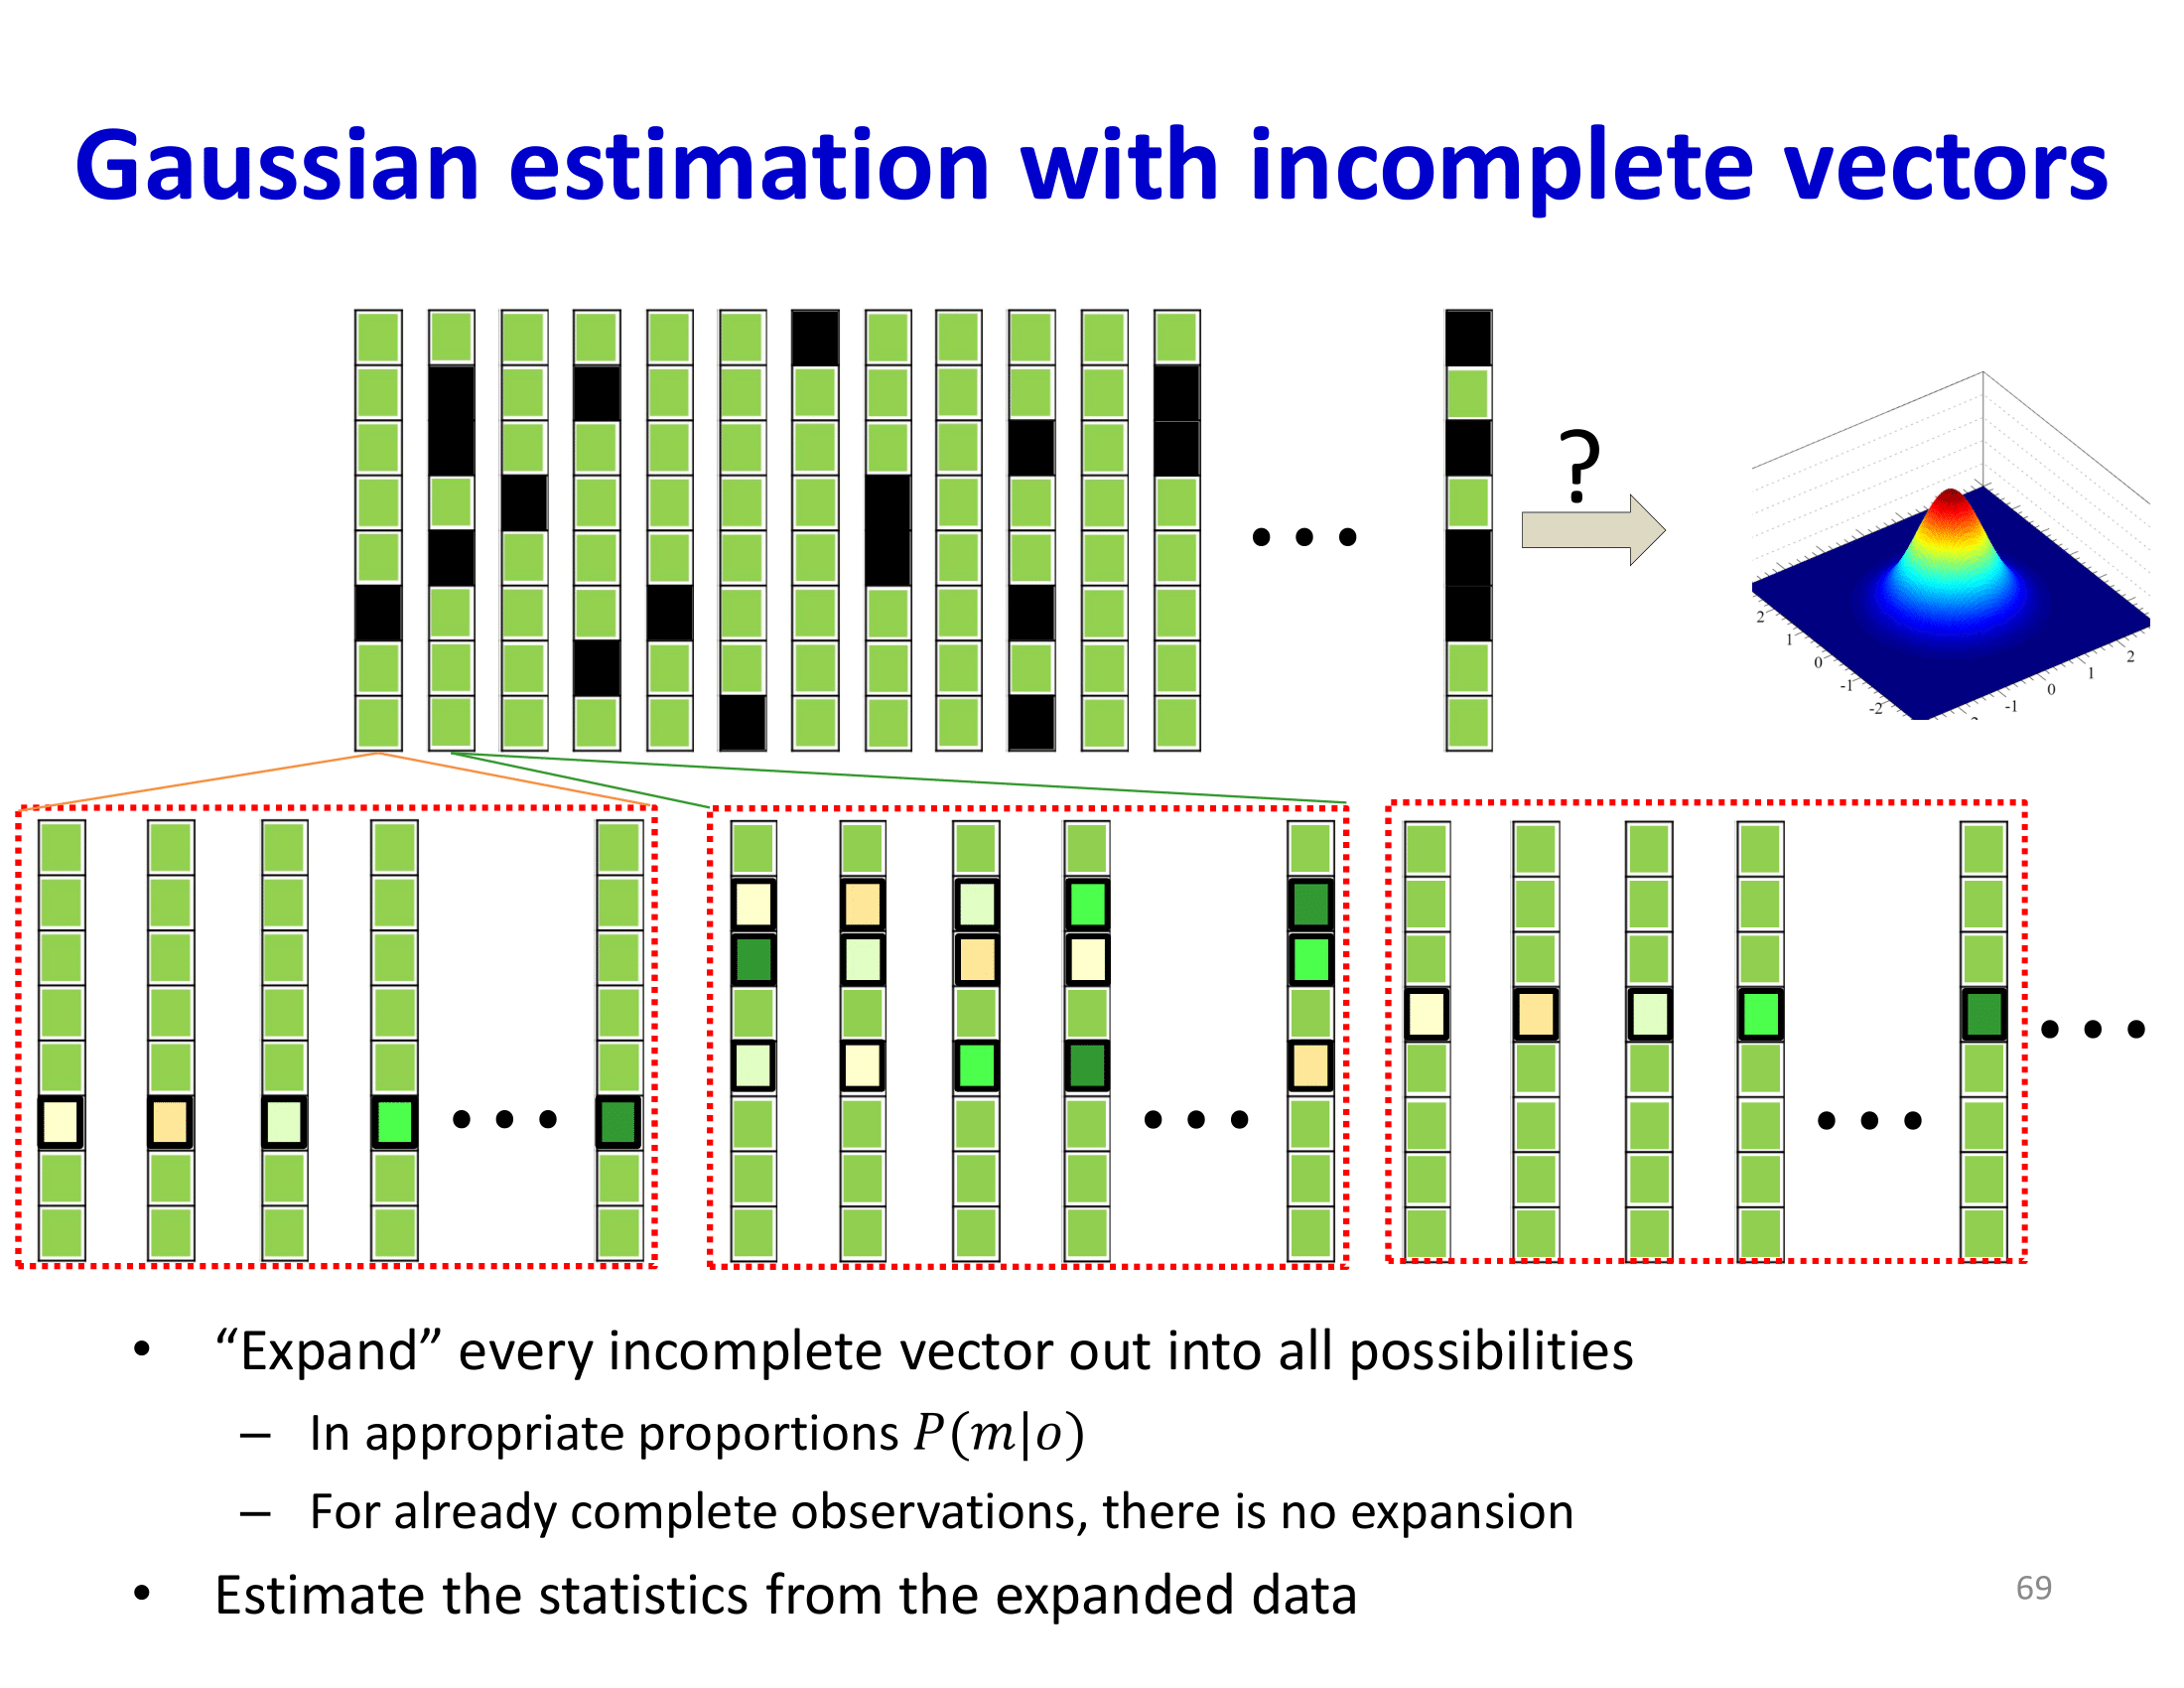 Gaussian estimation with incomplete vectors
?
2
1
0
-1
-2
-1
0
1
2
• “Expand” every incomplete vector out into all possibilities
– In appropriate proportions P(m|o)
– For already complete observations, there is no expansion
• Estimate the statistics from the expanded data
69